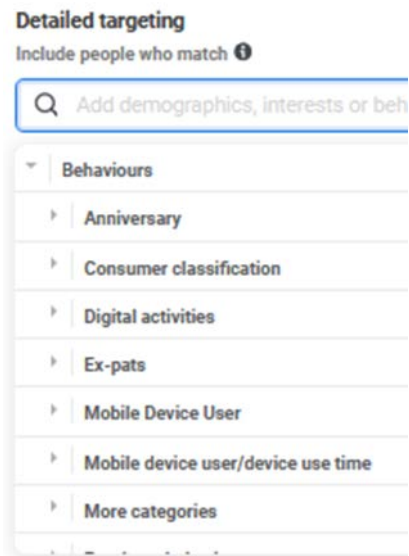 Detailed targeting
Include people who match
Add demographics, interests or beh
Behaviours
Anniversary
Consumer classification
Digital activities
Ex-pats
Mobile Device User
Mobile device user/device use time
More categories